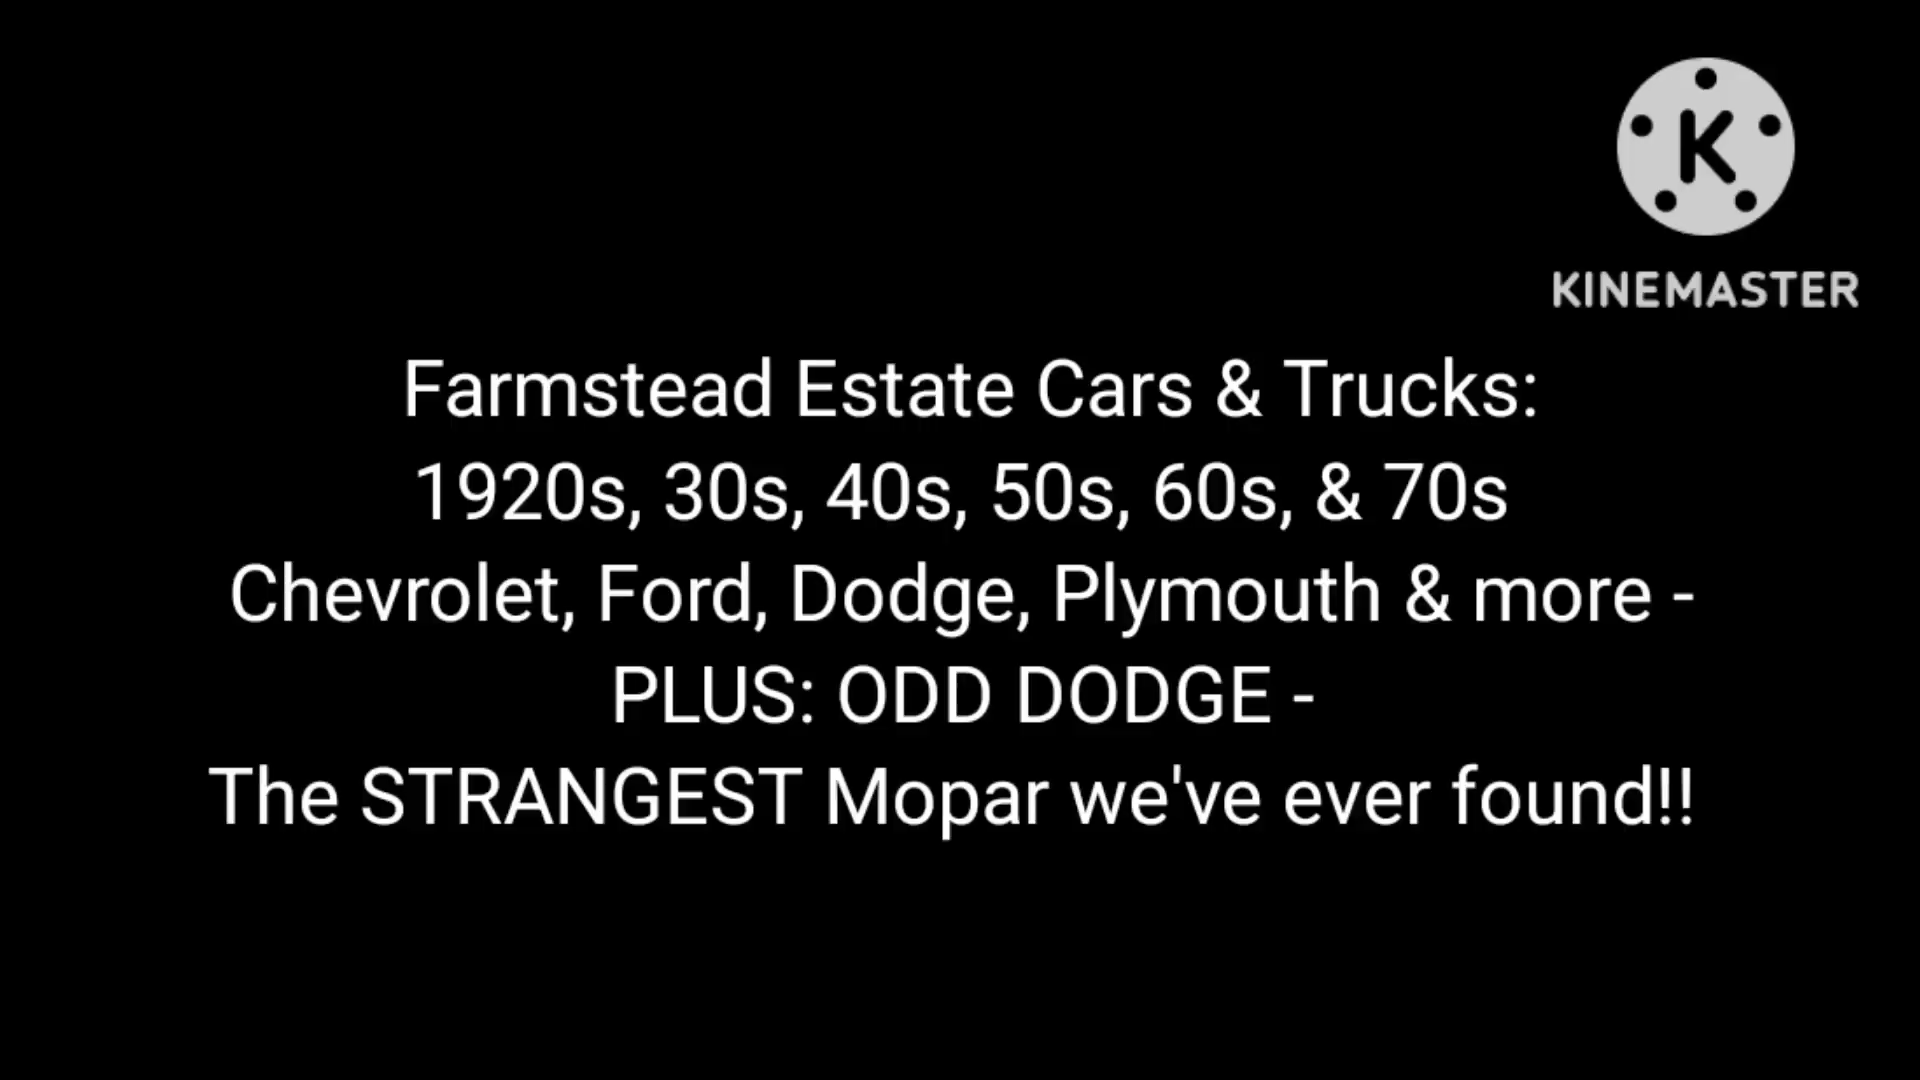 K
KINEMASTER
Farmstead Estate Cars & Trucks:
1920s, 30s, 40s, 50s, 60s, & 70s
Chevrolet, Ford, Dodge, Plymouth & more -
PLUS: ODD DODGE -
The STRANGEST Mopar we've ever found!!